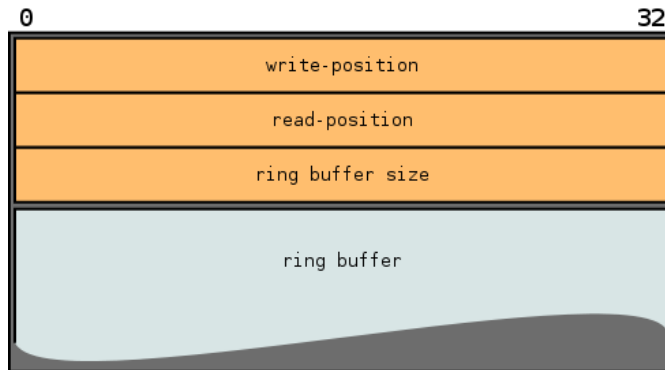 0 32
write-position
read-position
ring buffer size
ring buffer